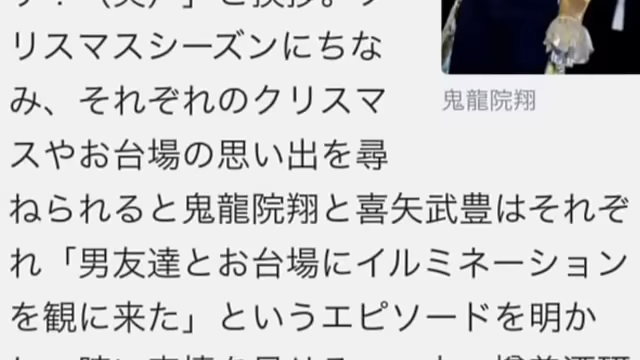 リスマスシーズンにちな
み、それぞれのクリスマ
スやお台場の思い出を尋
ねられると鬼龍院翔と喜矢武豊はそれぞ
れ「男友達とお台場にイルミネーション
を観に来た」というエピソードを明か
鬼龍院翔